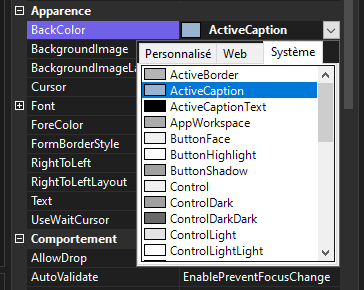 Apparence
BackColor ActiveCaption
BackgroundImage
Personnalisé Web Système
BackgroundImageLa
ActiveBorder
Cursor
ActiveCaption
Font
ActiveCaptionText
ForeColor
AppWorkspace
FormBorderStyle
ButtonFace
ButtonHighlight
RightToLeft
ButtonShadow
RightToLeftLayout
Control
Text
ControlDark
UseWaitCursor
ControlDarkDark
Comportement
ControlLight
AllowDrop
ControlLightLight
AutoValidate EnablePreventFocusChange